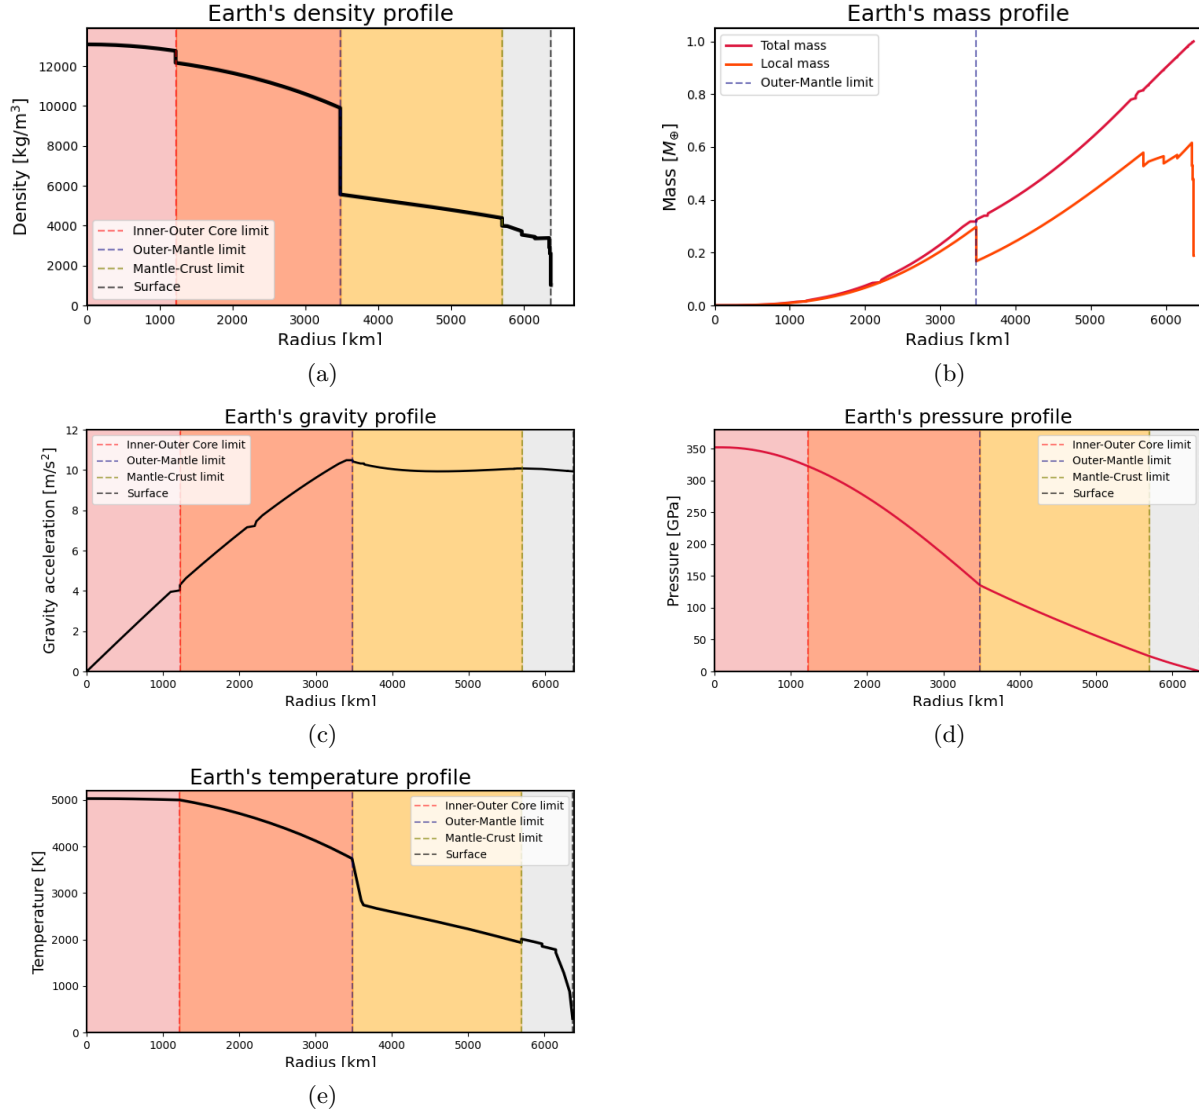 Earth's density profile
Density [kg/m³]
12000
10000
8000
6000
4000
2000
0
Inner-Outer Core limit
Outer-Mantle limit
Mantle-Crust limit
Surface
0 1000 2000 3000 4000 5000 6000
Radius [km]
(a)
Earth's mass profile
Mass [M⊕]
1.0
0.8
0.6
0.4
0.2
0.0
Total mass
Local mass
Outer-Mantle limit
0 1000 2000 3000 4000 5000 6000
Radius [km]
(b)
Earth's gravity profile
Gravity acceleration [m/s²]
12
10
8
6
4
2
0
Inner-Outer Core limit
Outer-Mantle limit
Mantle-Crust limit
Surface
0 1000 2000 3000 4000 5000 6000
Radius [km]
(c)
Earth's pressure profile
Pressure [GPa]
350
300
250
200
150
100
50
0
Inner-Outer Core limit
Outer-Mantle limit
Mantle-Crust limit
Surface
0 1000 2000 3000 4000 5000 6000
Radius [km]
(d)
Earth's temperature profile
Temperature [K]
5000
4000
3000
2000
1000
0
Inner-Outer Core limit
Outer-Mantle limit
Mantle-Crust limit
Surface
0 1000 2000 3000 4000 5000 6000
Radius [km]
(e)